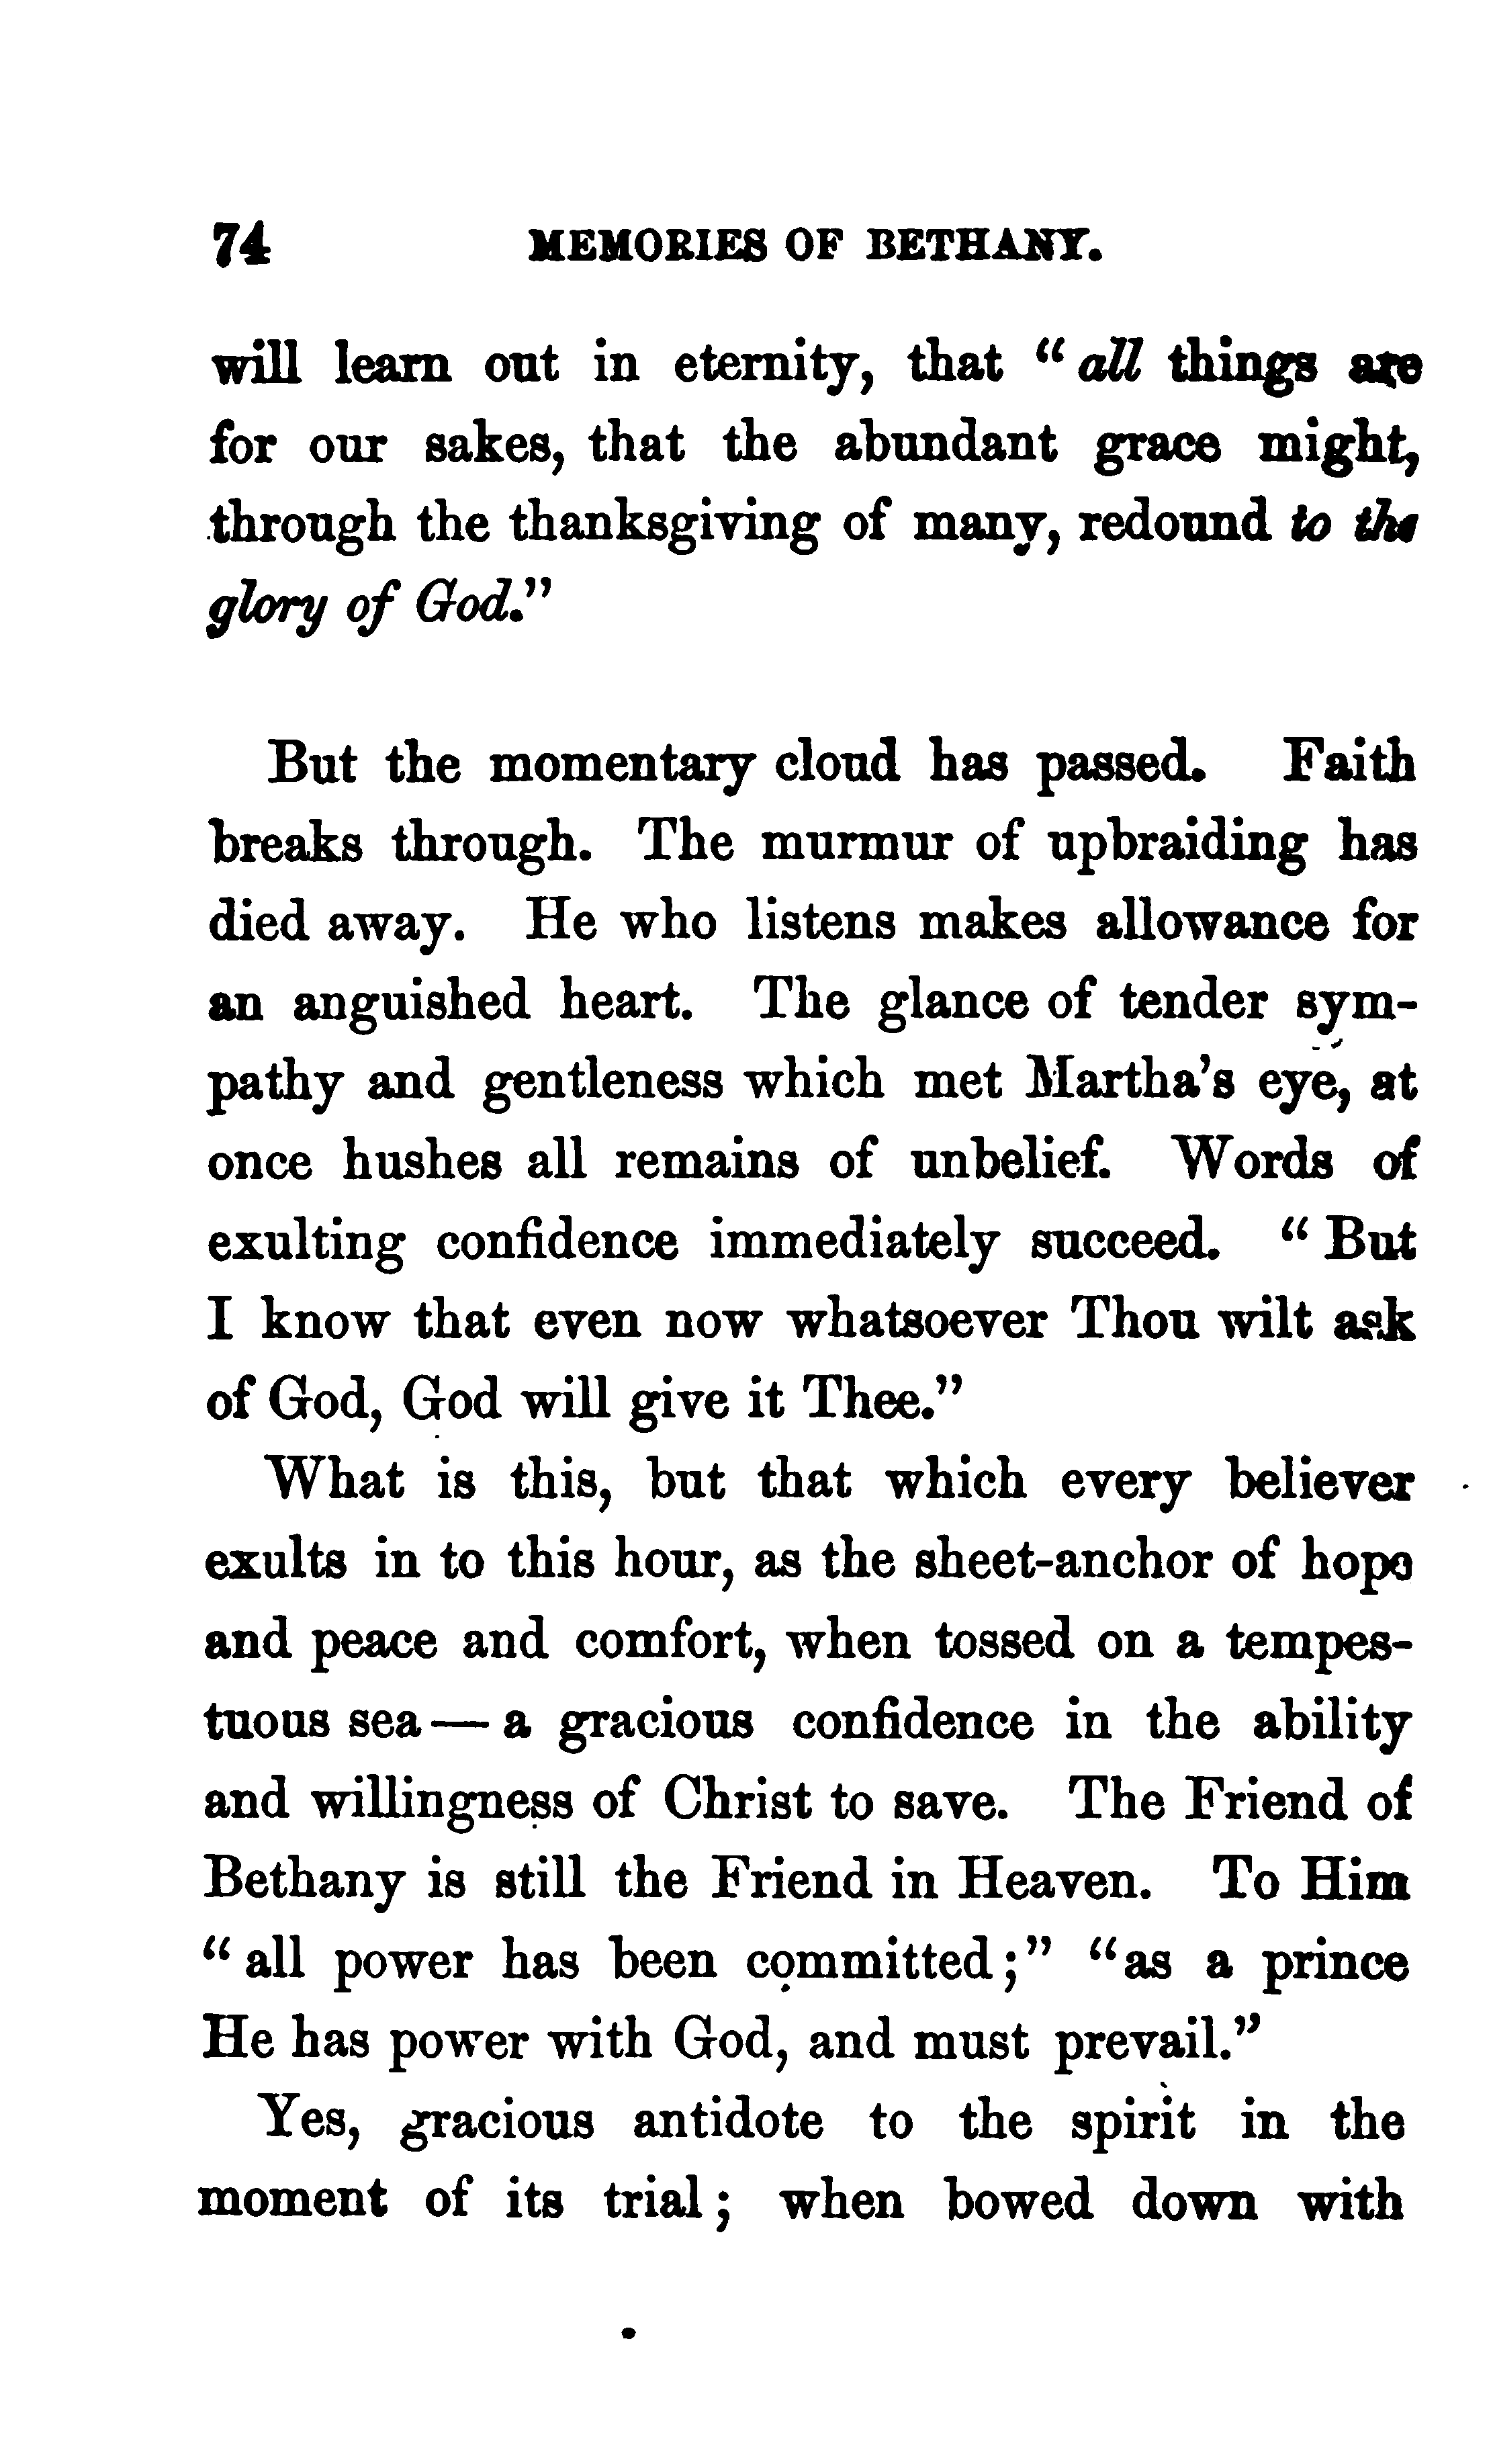 74 MEMORIES OF BETHANY.
will learn out in eternity, that “all things are
for our sakes, that the abundant grace might,
through the thanksgiving of many, redound to the
glory of God.”
But the momentary cloud has passed. Faith
breaks through. The murmur of upbraiding has
died away. He who listens makes allowance for
an anguished heart. The glance of tender sym-
pathy and gentleness which met Martha’s eye, at
once hushes all remains of unbelief. Words of
exulting confidence immediately succeed. “But
I know that even now whatsoever Thou wilt ask
of God, God will give it Thee.”
What is this, but that which every believer
exults in to this hour, as the sheet-anchor of hope
and peace and comfort, when tossed on a tempes-
tuous sea — a gracious confidence in the ability
and willingness of Christ to save. The Friend of
Bethany is still the Friend in Heaven. To Him
“all power has been committed;” “as a prince
He has power with God, and must prevail.”
Yes, gracious antidote to the spirit in the
moment of its trial; when bowed down with